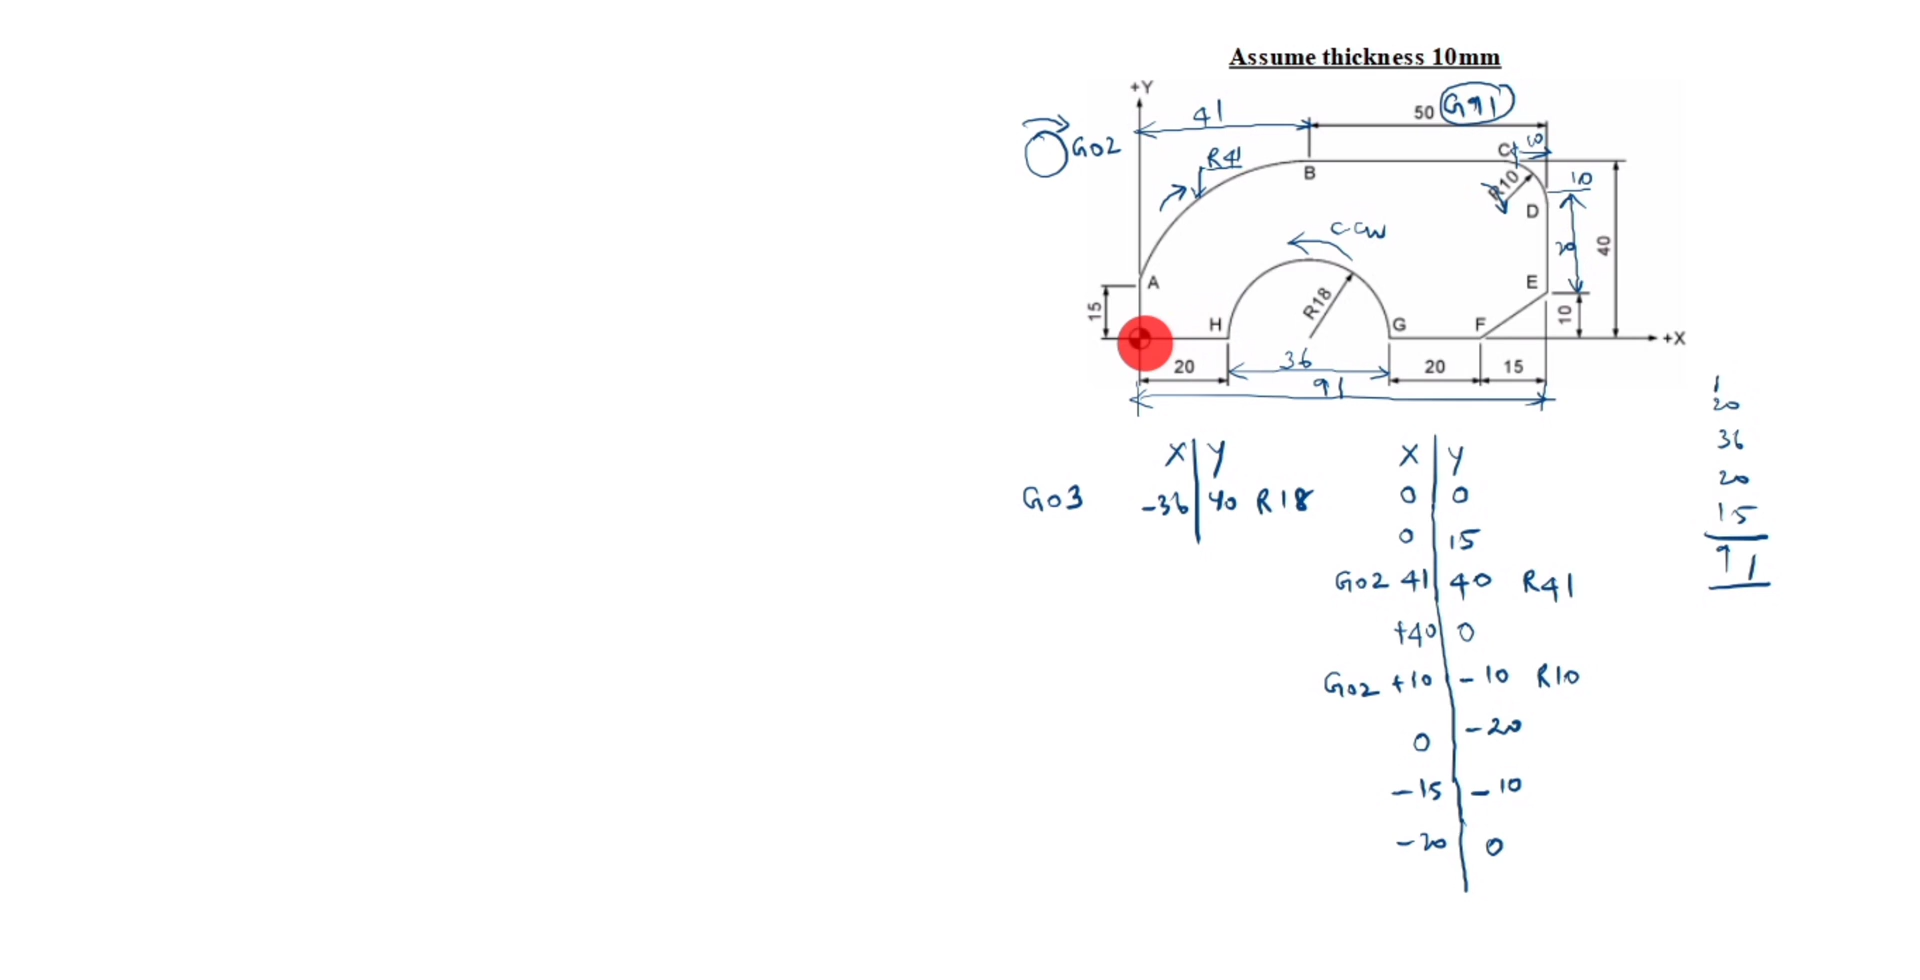 Assume thickness 10mm
+Y
41
50 G91
G02
R41
B
C 10
R10
10
D
CCW
20
40
A
E
15
R18
H
G
F
10
+X
20
36
20
15
91
20
36
20
15
91
X Y
G03 -36 40 R18
X Y
0 0
0 15
G02 41 40 R41
+40 0
G02 +10 -10 R10
0 -20
-15 -10
-20 0